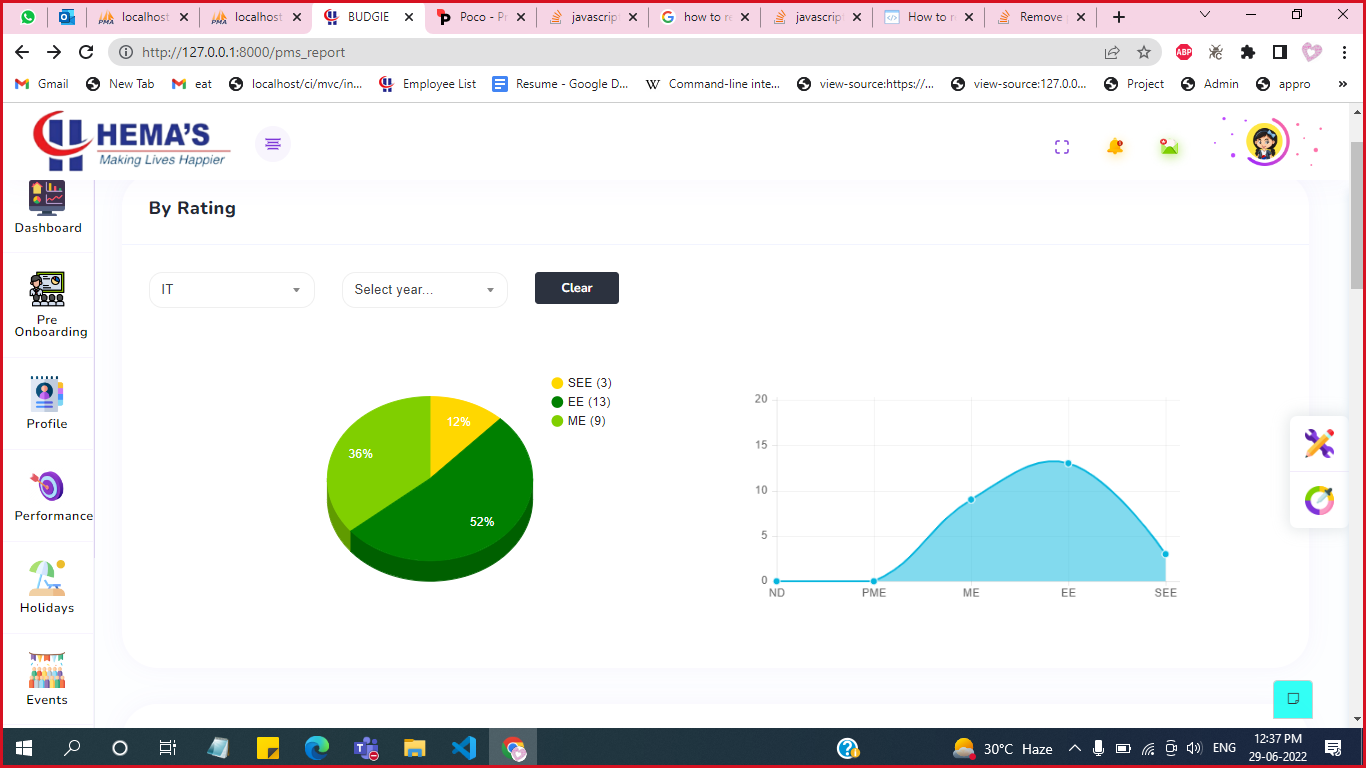 localhost
localhost
BUDGIE
Poco - Pr
javascript
how to re
javascript
How to re
Remove
http://127.0.0.1:8000/pms_report
ABP
Gmail
New Tab
eat
localhost/ci/mvc/in...
Employee List
Resume - Google D...
Command-line inte...
view-source:https://...
view-source:127.0.0...
Project
Admin
appro
»
HEMA'S
Making Lives Happier
Dashboard
Pre
Onboarding
Profile
Performance
Holidays
Events
By Rating
IT
Select year...
Clear
SEE (3)
EE (13)
ME (9)
12%
36%
52%
20
15
10
5
0
ND
PME
ME
EE
SEE
30°C Haze
ENG
12:37 PM
29-06-2022